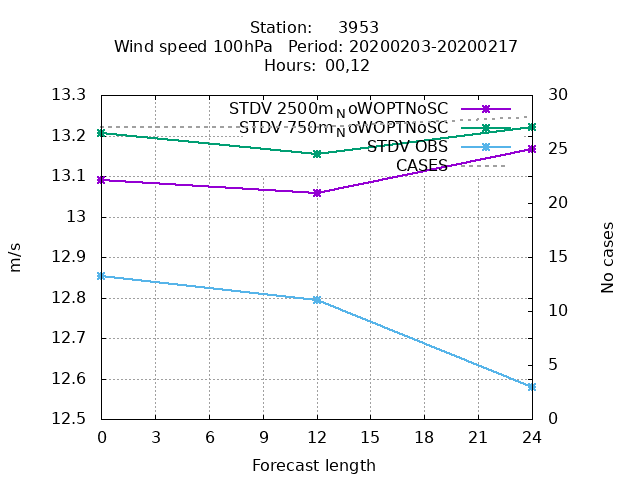 Station: 3953
Wind speed 100hPa Period: 20200203-20200217
Hours: 00,12
13.3
13.2
13.1
13
12.9
12.8
12.7
12.6
12.5
m/s
STDV 2500m_NoWOPTNoSC
STDV 750m_NoWOPTNoSC
STDV OBS
CASES
30
25
20
15
10
5
0
No cases
0 3 6 9 12 15 18 21 24
Forecast length